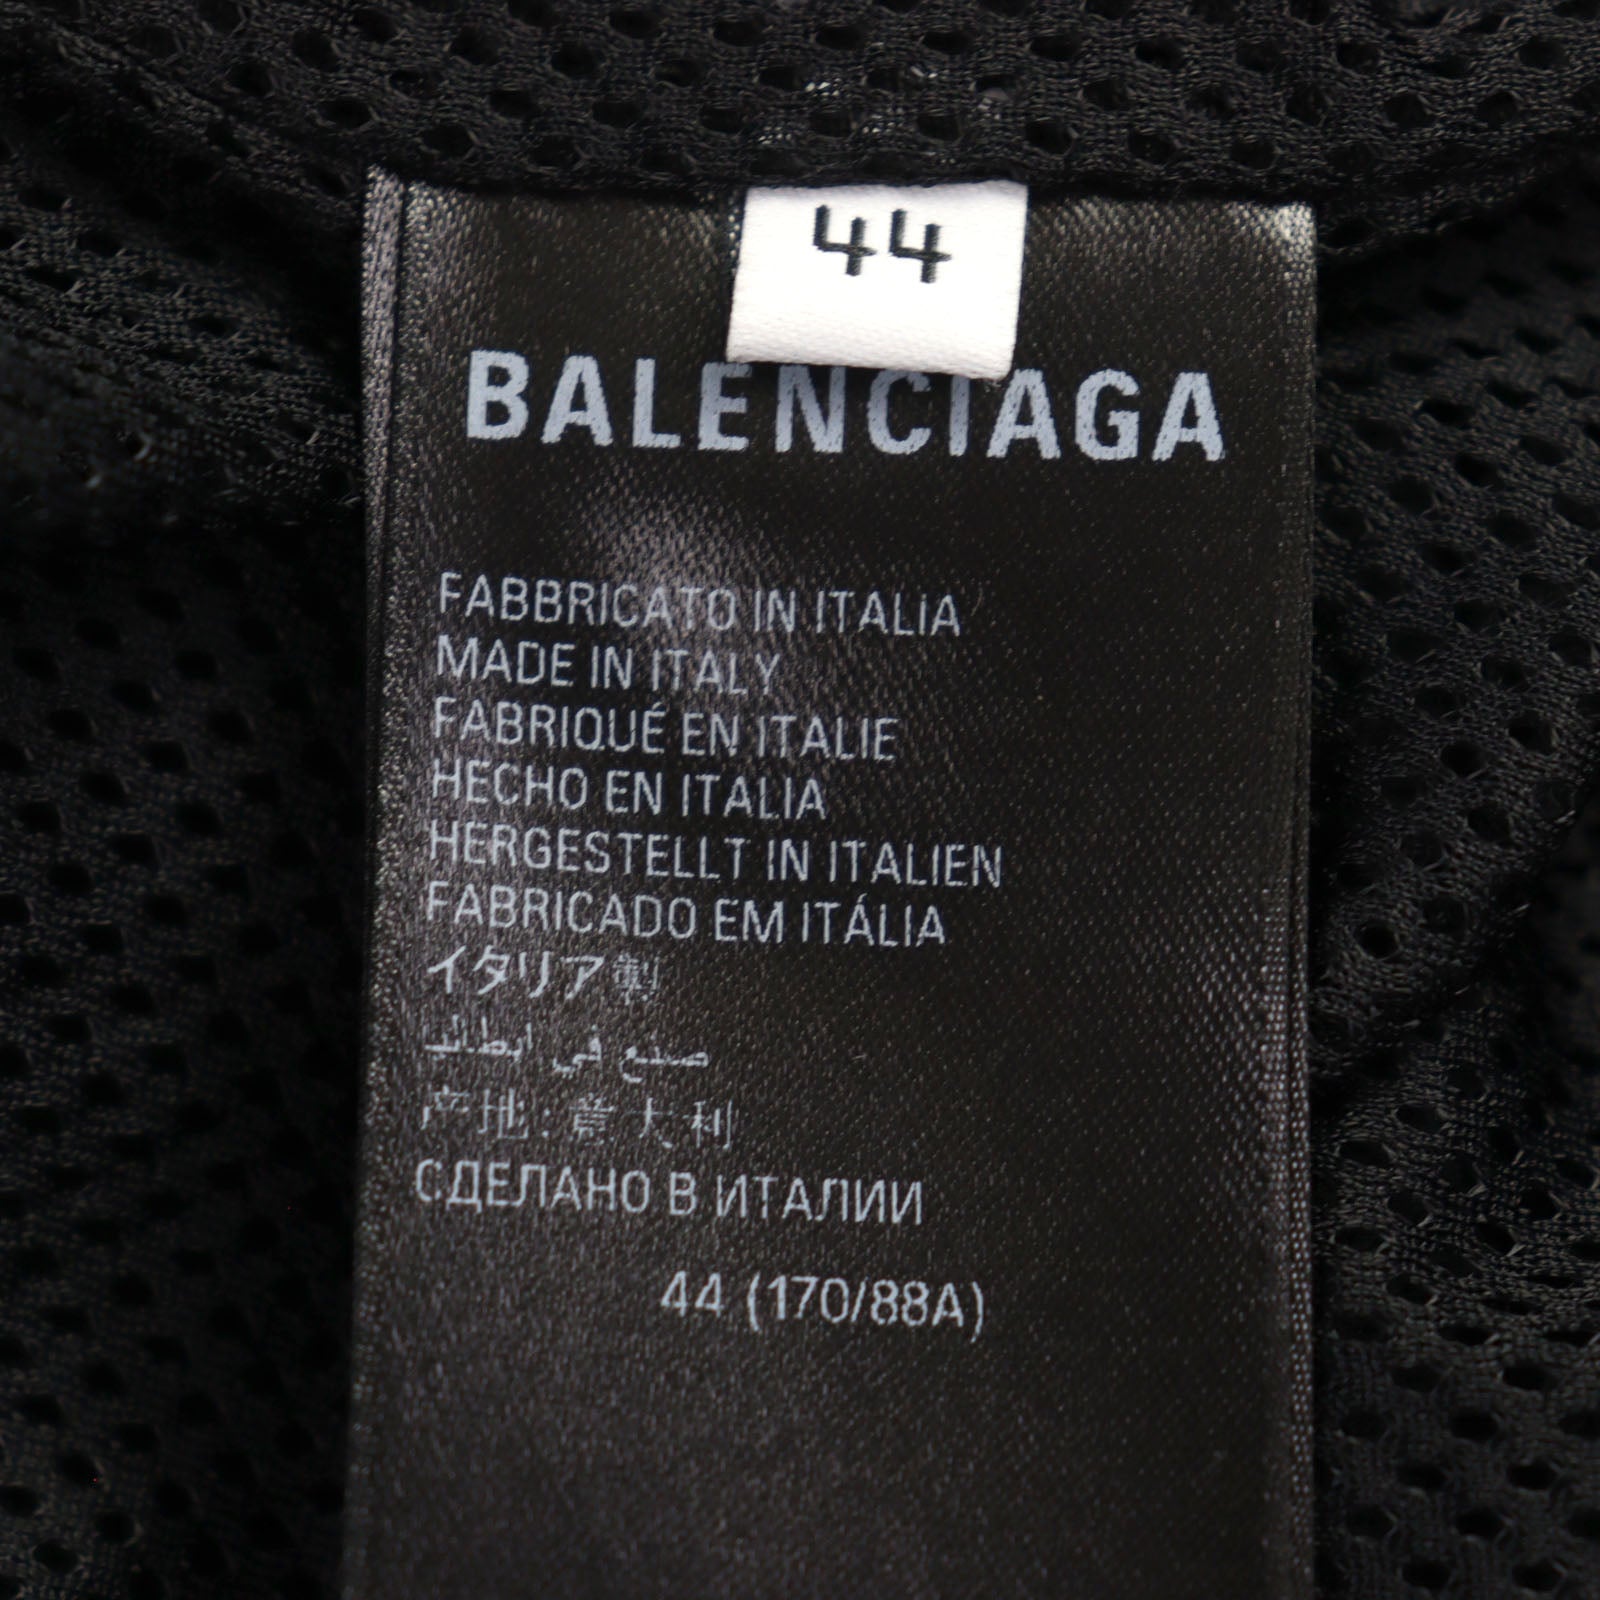 44
BALENCIAGA
FABBRICATO IN ITALIA
MADE IN ITALY
FABRIQUÉ EN ITALIE
HECHO EN ITALIA
HERGESTELLT IN ITALIEN
FABRICADO EM ITÁLIA
イタリア製
صنع في ايطاليا
产地:意大利
СДЕЛАНО В ИТАЛИИ
44 (170/88A)